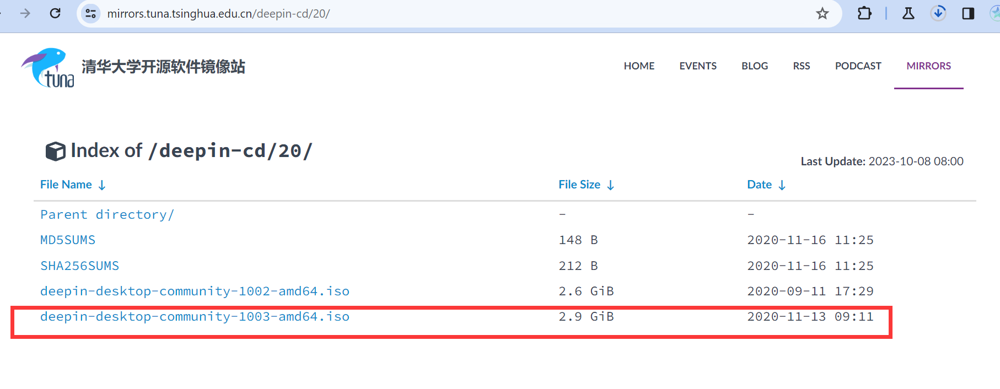 mirrors.tuna.tsinghua.edu.cn/deepin-cd/20/
tuna
清华大学开源软件镜像站
HOME EVENTS BLOG RSS PODCAST MIRRORS
Index of /deepin-cd/20/
Last Update: 2023-10-08 08:00
File Name ↓ File Size ↓ Date ↓
Parent directory/ - -
MD5SUMS 148 B 2020-11-16 11:25
SHA256SUMS 212 B 2020-11-16 11:25
deepin-desktop-community-1002-amd64.iso 2.6 GiB 2020-09-11 17:29
deepin-desktop-community-1003-amd64.iso 2.9 GiB 2020-11-13 09:11